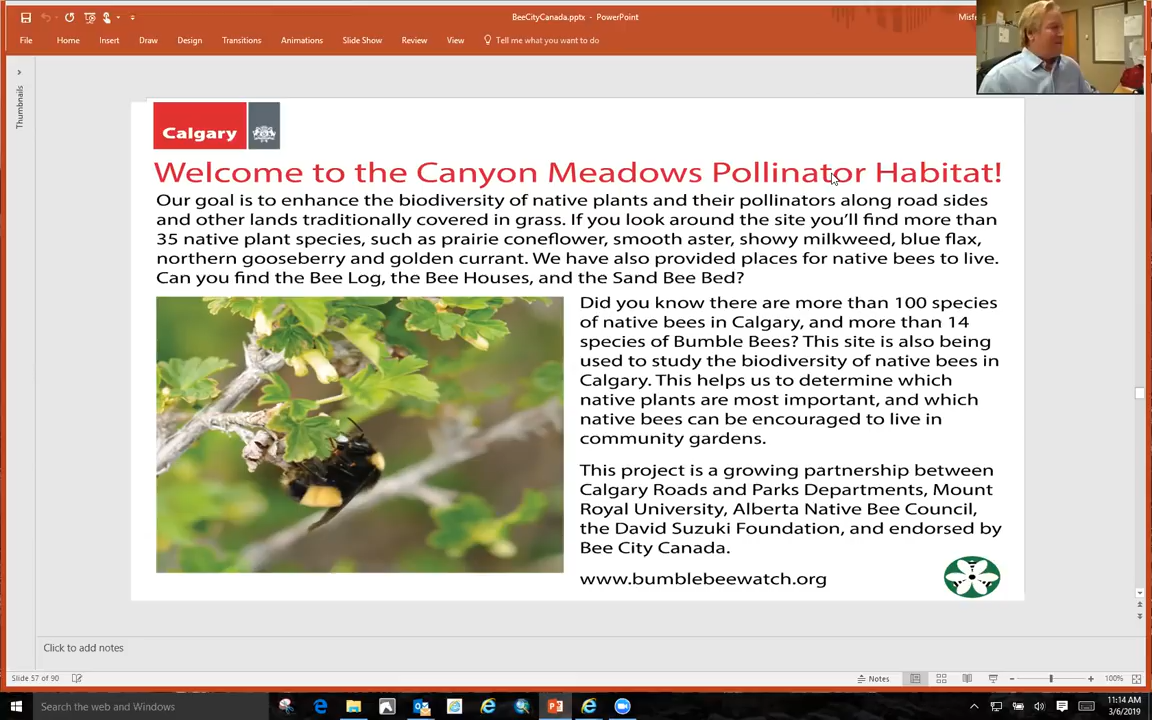 BeeCityCanada.pptx - PowerPoint
File Home Insert Draw Design Transitions Animations Slide Show Review View Tell me what you want to do
Thumbnails
Calgary
Welcome to the Canyon Meadows Pollinator Habitat!
Our goal is to enhance the biodiversity of native plants and their pollinators along road sides
and other lands traditionally covered in grass. If you look around the site you'll find more than
35 native plant species, such as prairie coneflower, smooth aster, showy milkweed, blue flax,
northern gooseberry and golden currant. We have also provided places for native bees to live.
Can you find the Bee Log, the Bee Houses, and the Sand Bee Bed?
Did you know there are more than 100 species
of native bees in Calgary, and more than 14
species of Bumble Bees? This site is also being
used to study the biodiversity of native bees in
Calgary. This helps us to determine which
native plants are most important, and which
native bees can be encouraged to live in
community gardens.
This project is a growing partnership between
Calgary Roads and Parks Departments, Mount
Royal University, Alberta Native Bee Council,
the David Suzuki Foundation, and endorsed by
Bee City Canada.
www.bumblebeewatch.org
Click to add notes
Slide 57 of 90
Notes
100%
Search the web and Windows
11:14 AM
3/6/2019